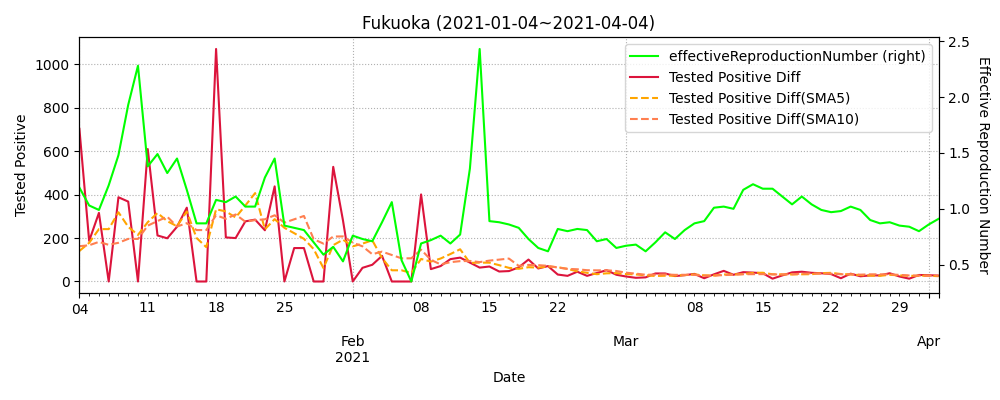 Fukuoka (2021-01-04~2021-04-04)
effectiveReproductionNumber (right)
Tested Positive Diff
Tested Positive Diff(SMA5)
Tested Positive Diff(SMA10)
Tested Positive
1000
800
600
400
200
0
Effective Reproduction Number
2.5
2.0
1.5
1.0
0.5
04 11 18 25 08 15 22 08 15 22 29
Feb Mar Apr
2021
Date